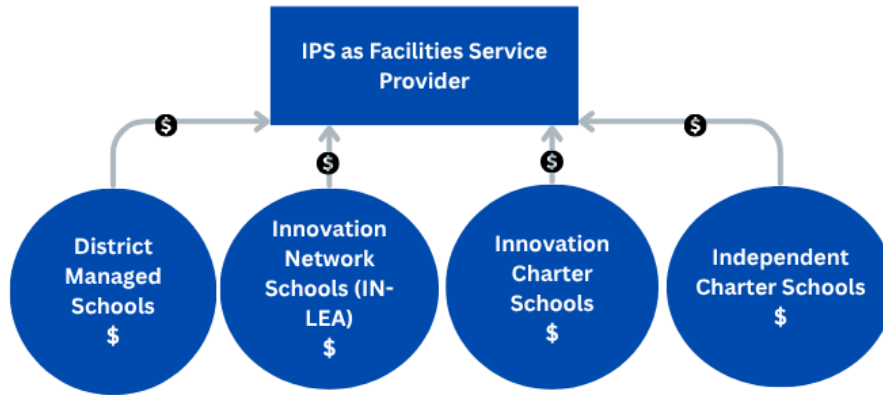 IPS as Facilities Service
Provider
$
$
$
$
District
Managed
Schools
$
Innovation
Network
Schools (IN-
LEA)
$
Innovation
Charter
Schools
$
Independent
Charter Schools
$